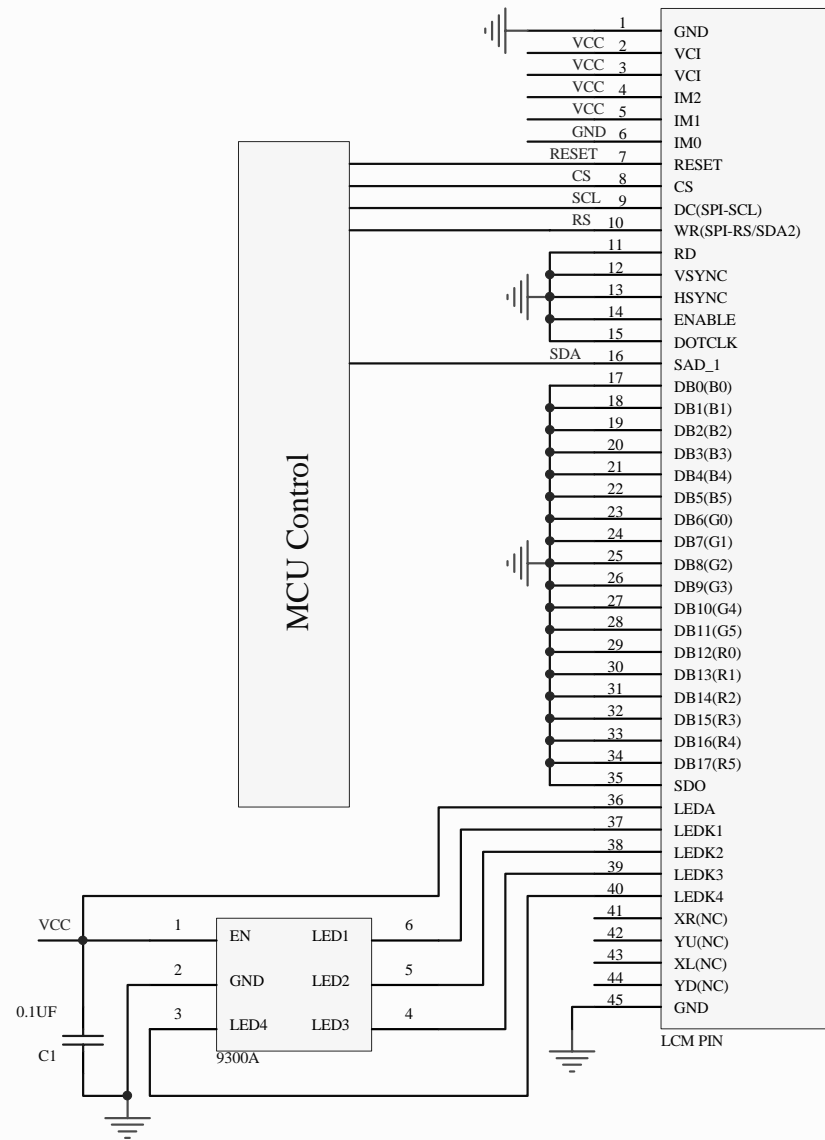 1 GND
VCC 2 VCI
VCC 3 VCI
VCC 4 IM2
VCC 5 IM1
GND 6 IM0
RESET 7 RESET
CS 8 CS
SCL 9 DC(SPI-SCL)
RS 10 WR(SPI-RS/SDA2)
11 RD
12 VSYNC
13 HSYNC
14 ENABLE
15 DOTCLK
SDA 16 SAD_1
17 DB0(B0)
18 DB1(B1)
19 DB2(B2)
20 DB3(B3)
21 DB4(B4)
22 DB5(B5)
23 DB6(G0)
24 DB7(G1)
25 DB8(G2)
26 DB9(G3)
27 DB10(G4)
28 DB11(G5)
29 DB12(R0)
30 DB13(R1)
31 DB14(R2)
32 DB15(R3)
33 DB16(R4)
34 DB17(R5)
35 SDO
36 LEDA
37 LEDK1
38 LEDK2
39 LEDK3
40 LEDK4
41 XR(NC)
42 YU(NC)
43 XL(NC)
44 YD(NC)
45 GND
LCM PIN
MCU Control
VCC 1 EN LED1 6
2 GND LED2 5
3 LED4 LED3 4
9300A
0.1UF
C1